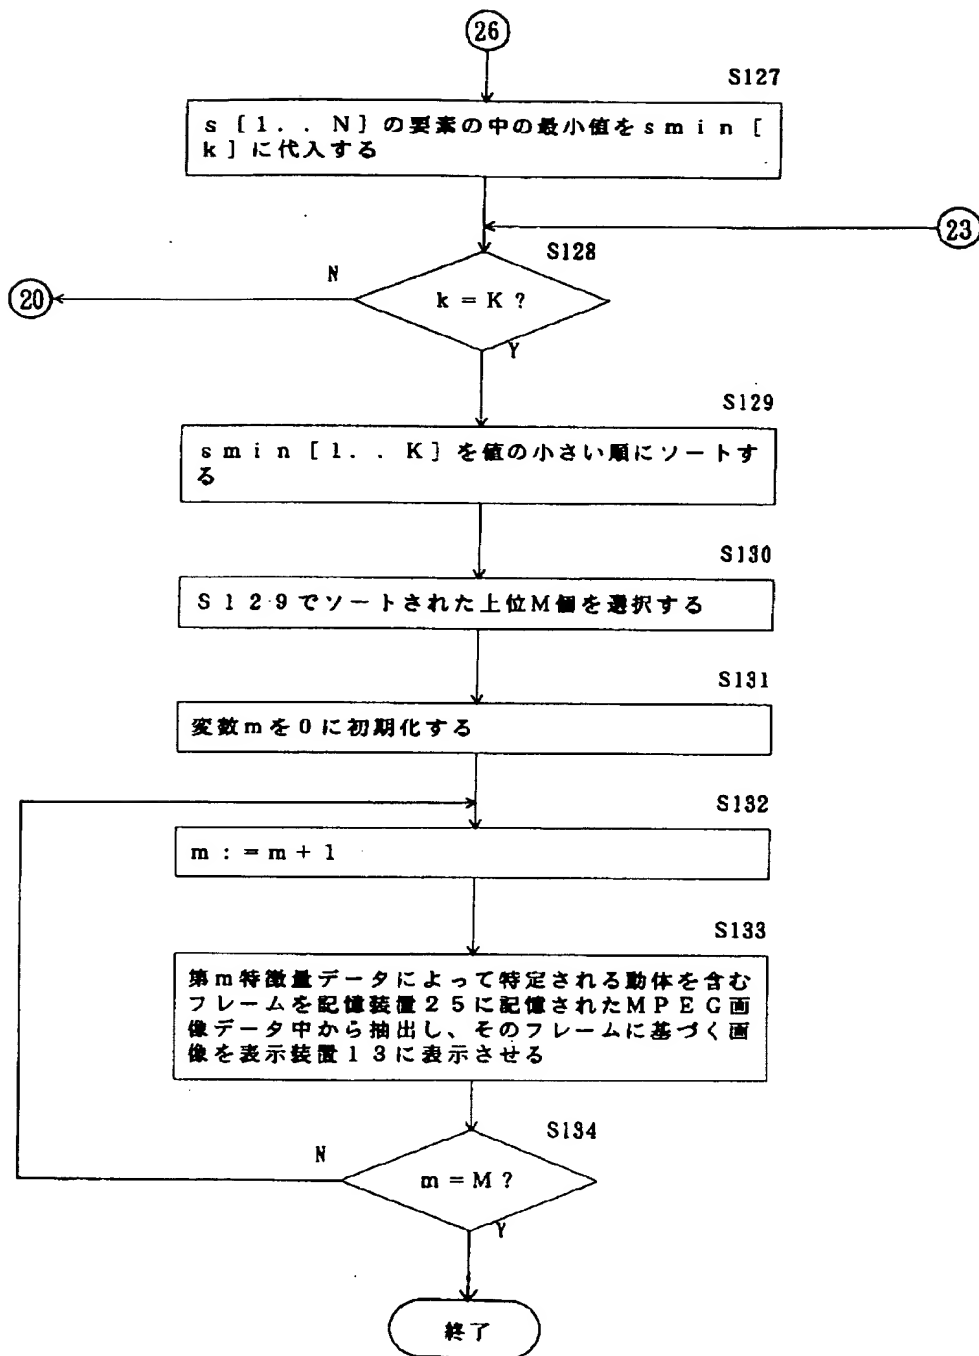 26
S127
s [1..N] の要素の中の最小値をsmin [
k] に代入する
23
S128
N
20
k=K?
Y
S129
smin [1..K] を値の小さい順にソートす
る
S130
S129でソートされた上位M個を選択する
S131
変数mを0に初期化する
S132
m:=m+1
S133
第m特徴量データによって特定される動体を含む
フレームを記憶装置25に記憶されたMPEG画
像データ中から抽出し、そのフレームに基づく画
像を表示装置13に表示させる
S134
N
m=M?
Y
終了